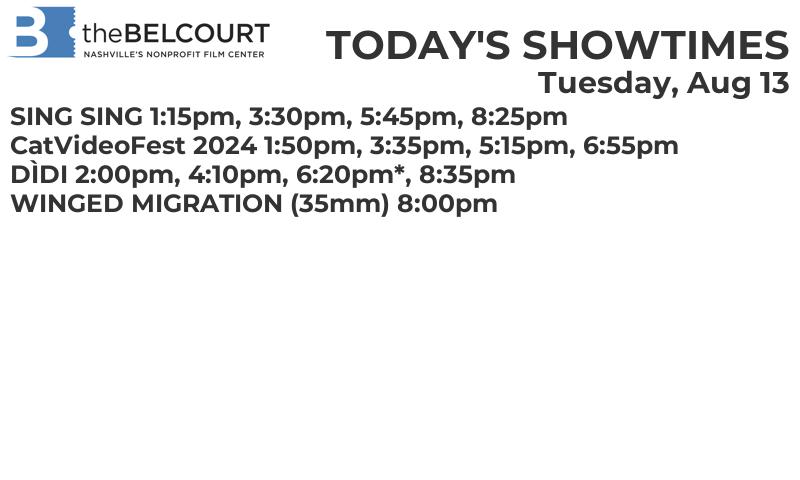 B theBELCOURT
NASHVILLE'S NONPROFIT FILM CENTER
TODAY'S SHOWTIMES
Tuesday, Aug 13
SING SING 1:15pm, 3:30pm, 5:45pm, 8:25pm
CatVideoFest 2024 1:50pm, 3:35pm, 5:15pm, 6:55pm
DÌDI 2:00pm, 4:10pm, 6:20pm*, 8:35pm
WINGED MIGRATION (35mm) 8:00pm